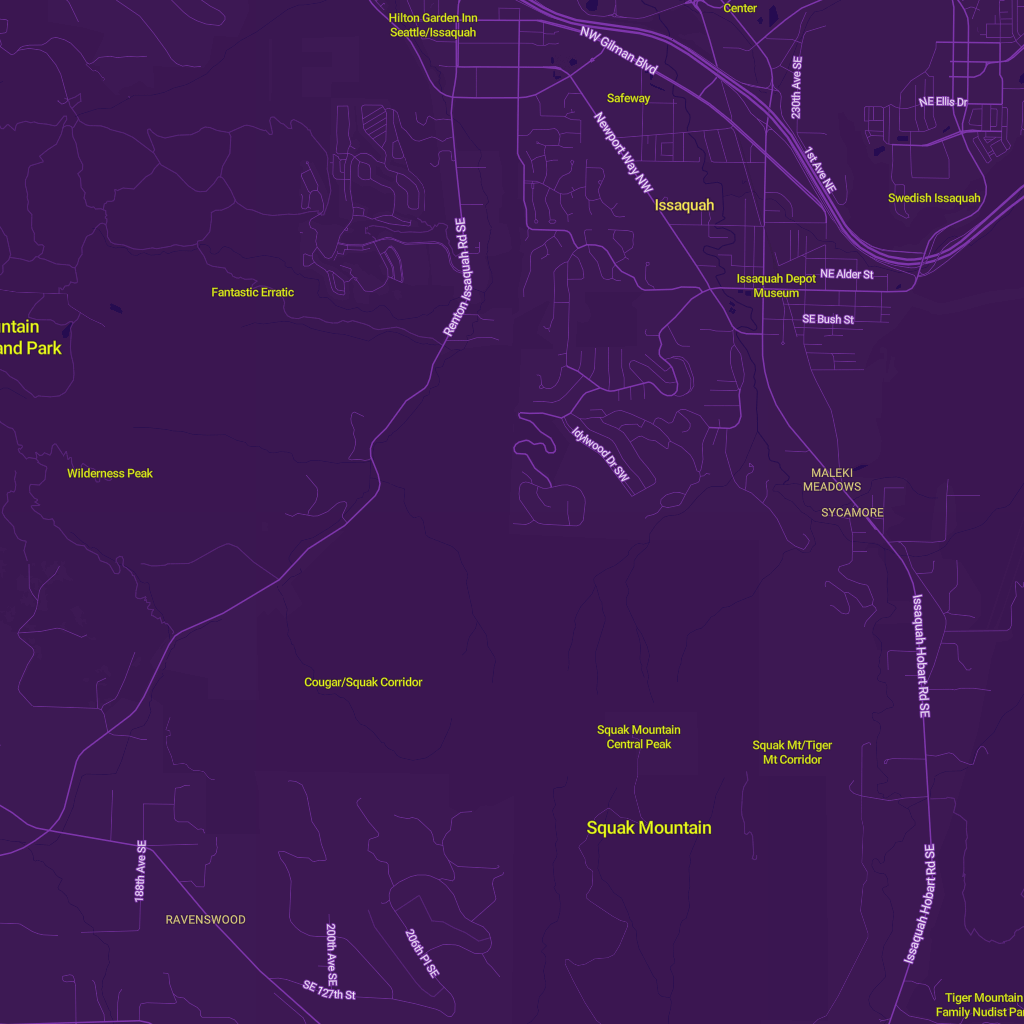 Center
Hilton Garden Inn
Seattle/Issaquah
NW Gilman Blvd
230th Ave SE
Safeway
NE Ellis Dr
Newport Way NW
1st Ave NE
Swedish Issaquah
Issaquah
Renton Issaquah Rd SE
Issaquah Depot
Museum
NE Alder St
Fantastic Erratic
SE Bush St
ntain
and Park
Idylwood Dr SW
Wilderness Peak
MALEKI
MEADOWS
SYCAMORE
Issaquah Hobart Rd SE
Cougar/Squak Corridor
Squak Mountain
Central Peak
Squak Mt/Tiger
Mt Corridor
Squak Mountain
188th Ave SE
Issaquah Hobart Rd SE
RAVENSWOOD
200th Ave SE
206th Pl SE
SE 127th St
Tiger Mountain
Family Nudist Par